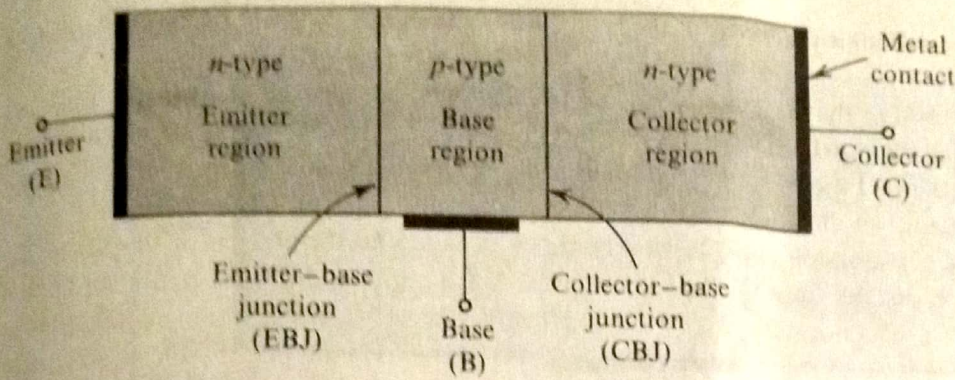 n-type
Emitter
region
p-type
Base
region
n-type
Collector
region
Metal
contact
Emitter
(E)
Collector
(C)
Emitter–base
junction
(EBJ)
Base
(B)
Collector–base
junction
(CBJ)